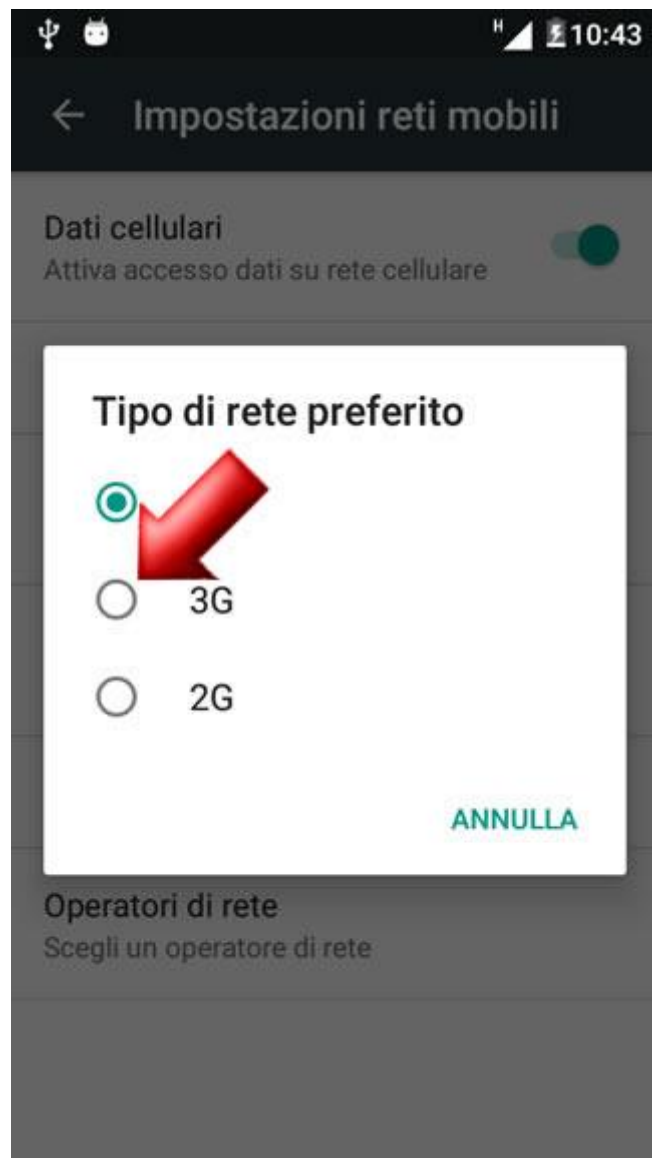 H 10:43
Impostazioni reti mobili
Dati cellulari
Attiva accesso dati su rete cellulare
Tipo di rete preferito
3G
2G
ANNULLA
Operatori di rete
Scegli un operatore di rete